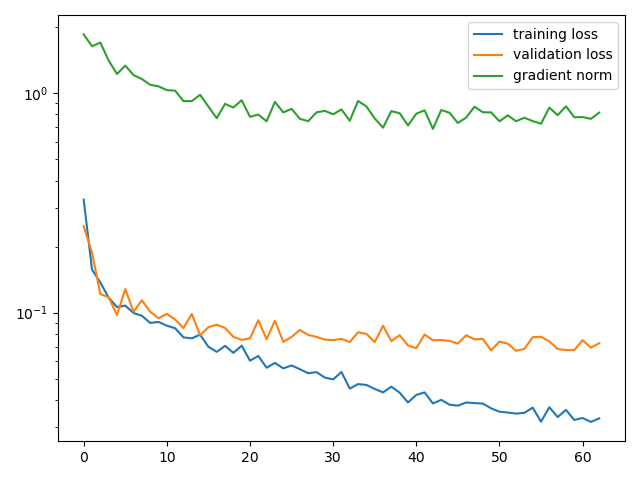 training loss
validation loss
gradient norm
10⁰
10⁻¹
0 10 20 30 40 50 60